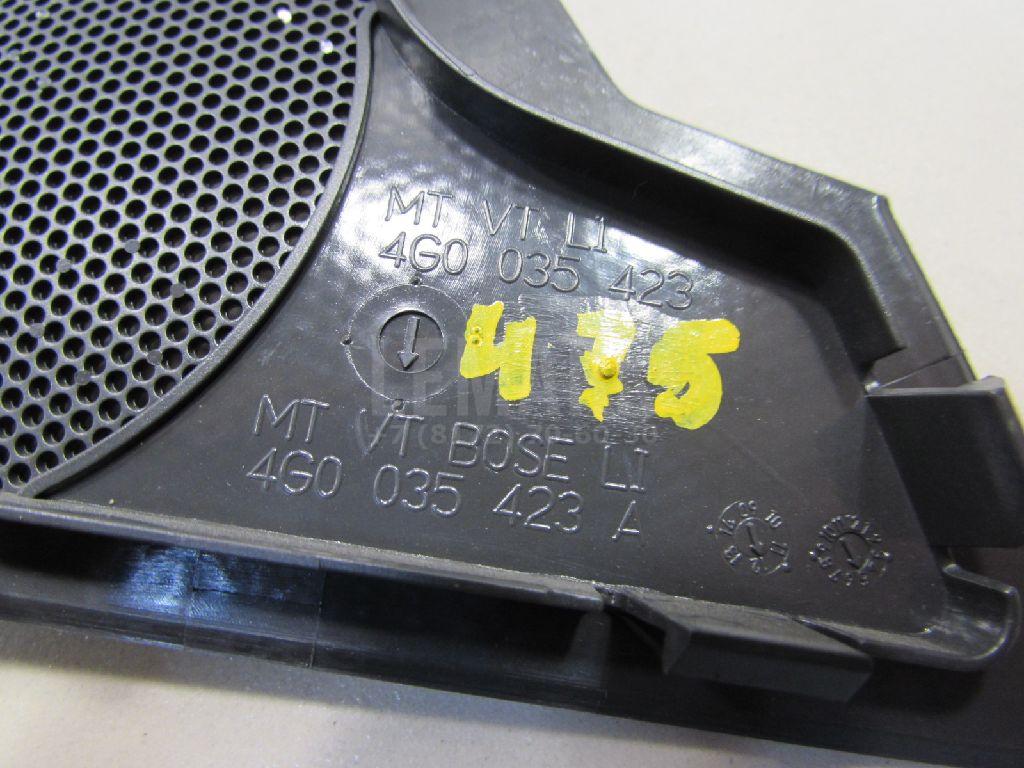 MT VT LI
4G0 035 423
475
MT VT BOSE LI
4G0 035 423 A